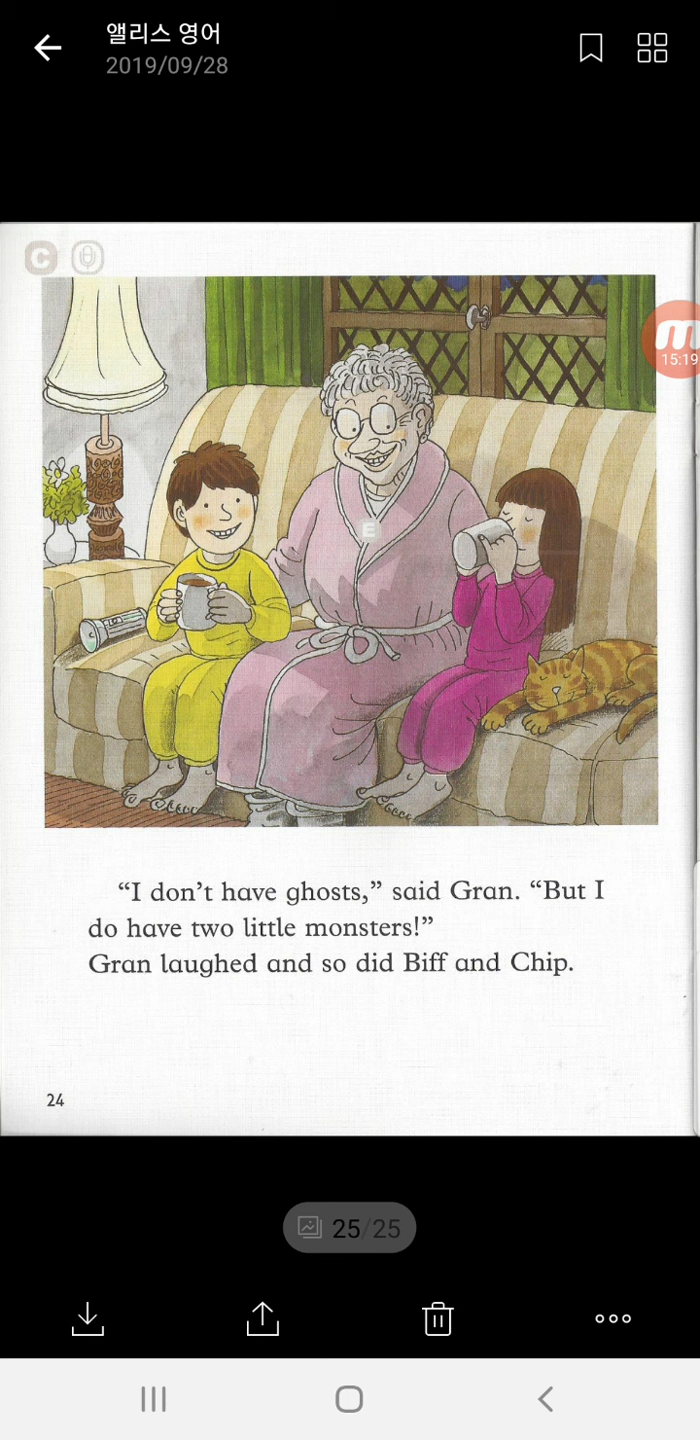 앨리스 영어
2019/09/28
C
m
15:19
E
“I don’t have ghosts,” said Gran. “But I
do have two little monsters!”
Gran laughed and so did Biff and Chip.
24
25/25